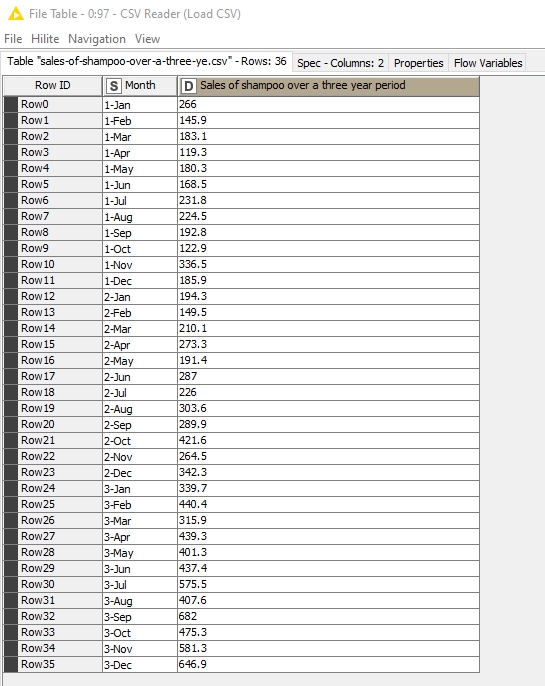 File Table - 0:97 - CSV Reader (Load CSV)
File Hilite Navigation View
Table "sales-of-shampoo-over-a-three-ye.csv" - Rows: 36 Spec - Columns: 2 Properties Flow Variables
Row ID S Month D Sales of shampoo over a three year period
Row0 1-Jan 266
Row1 1-Feb 145.9
Row2 1-Mar 183.1
Row3 1-Apr 119.3
Row4 1-May 180.3
Row5 1-Jun 168.5
Row6 1-Jul 231.8
Row7 1-Aug 224.5
Row8 1-Sep 192.8
Row9 1-Oct 122.9
Row10 1-Nov 336.5
Row11 1-Dec 185.9
Row12 2-Jan 194.3
Row13 2-Feb 149.5
Row14 2-Mar 210.1
Row15 2-Apr 273.3
Row16 2-May 191.4
Row17 2-Jun 287
Row18 2-Jul 226
Row19 2-Aug 303.6
Row20 2-Sep 289.9
Row21 2-Oct 421.6
Row22 2-Nov 264.5
Row23 2-Dec 342.3
Row24 3-Jan 339.7
Row25 3-Feb 440.4
Row26 3-Mar 315.9
Row27 3-Apr 439.3
Row28 3-May 401.3
Row29 3-Jun 437.4
Row30 3-Jul 575.5
Row31 3-Aug 407.6
Row32 3-Sep 682
Row33 3-Oct 475.3
Row34 3-Nov 581.3
Row35 3-Dec 646.9